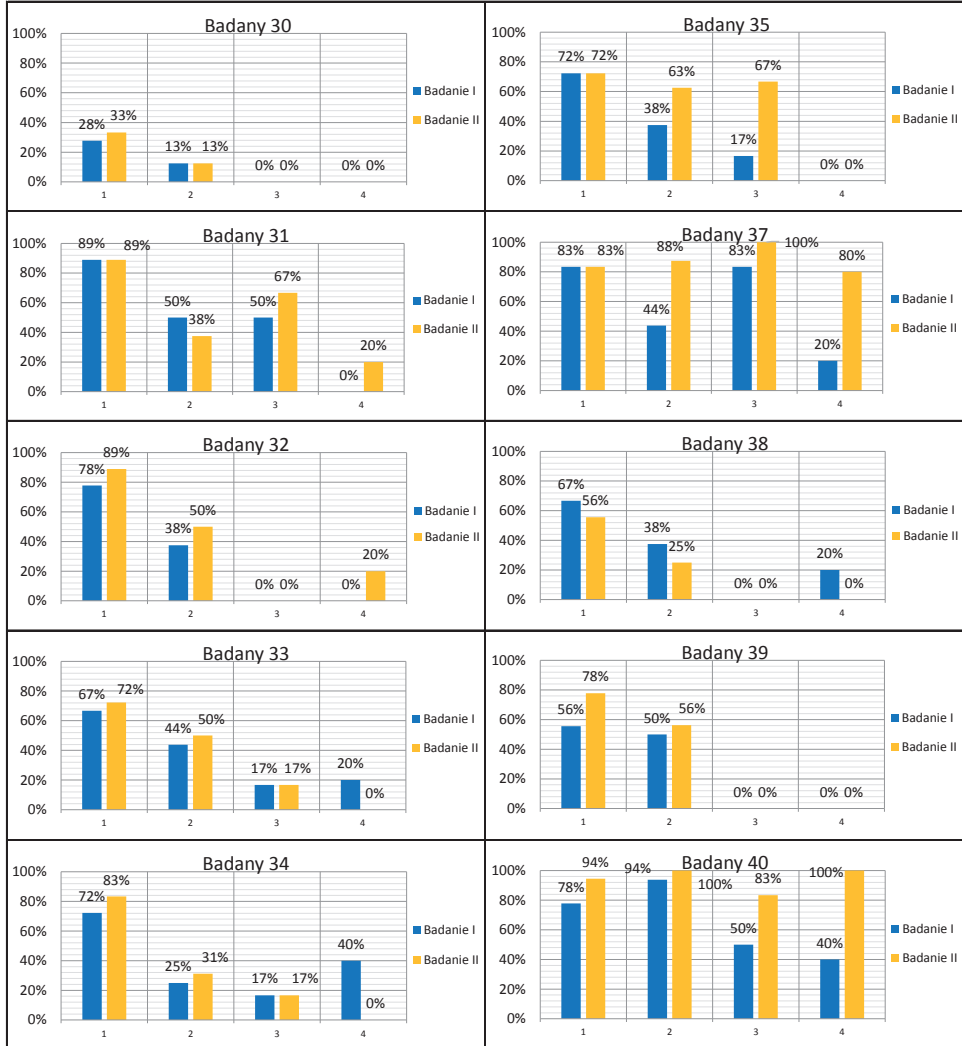 Badany 30
100%
80%
60%
40%
20%
0%
28% 33%
13% 13%
0% 0%
0% 0%
1 2 3 4
Badanie I
Badanie II
Badany 35
100%
80%
60%
40%
20%
0%
72% 72%
38% 63%
17% 67%
0% 0%
1 2 3 4
Badanie I
Badanie II
Badany 31
100%
80%
60%
40%
20%
0%
89% 89%
50% 38%
50% 67%
0% 20%
1 2 3 4
Badanie I
Badanie II
Badany 37
100%
80%
60%
40%
20%
0%
83% 83%
44% 88%
83% 100%
20% 80%
1 2 3 4
Badanie I
Badanie II
Badany 32
100%
80%
60%
40%
20%
0%
78% 89%
38% 50%
0% 0%
0% 20%
1 2 3 4
Badanie I
Badanie II
Badany 38
100%
80%
60%
40%
20%
0%
67% 56%
38% 25%
0% 0%
20% 0%
1 2 3 4
Badanie I
Badanie II
Badany 33
100%
80%
60%
40%
20%
0%
67% 72%
44% 50%
17% 17%
20% 0%
1 2 3 4
Badanie I
Badanie II
Badany 39
100%
80%
60%
40%
20%
0%
56% 78%
50% 56%
0% 0%
0% 0%
1 2 3 4
Badanie I
Badanie II
Badany 34
100%
80%
60%
40%
20%
0%
72% 83%
25% 31%
17% 17%
40% 0%
1 2 3 4
Badanie I
Badanie II
Badany 40
100%
80%
60%
40%
20%
0%
78% 94%
94% 100%
50% 83%
40% 100%
1 2 3 4
Badanie I
Badanie II